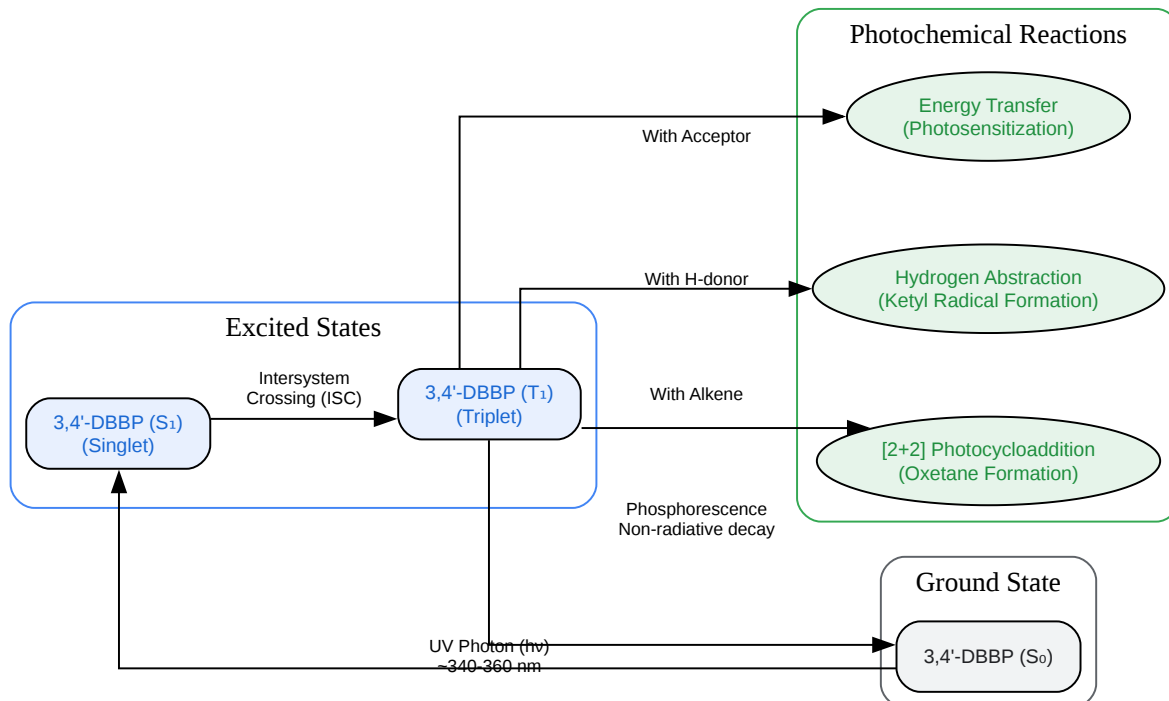 Photochemical Reactions
Energy Transfer
(Photosensitization)
With Acceptor
Hydrogen Abstraction
(Ketyl Radical Formation)
With H-donor
Excited States
Intersystem
Crossing (ISC)
3,4'-DBBP (T₁)
(Triplet)
3,4'-DBBP (S₁)
(Singlet)
With Alkene
[2+2] Photocycloaddition
(Oxetane Formation)
Phosphorescence
Non-radiative decay
Ground State
UV Photon (hν)
~340-360 nm
3,4'-DBBP (S₀)